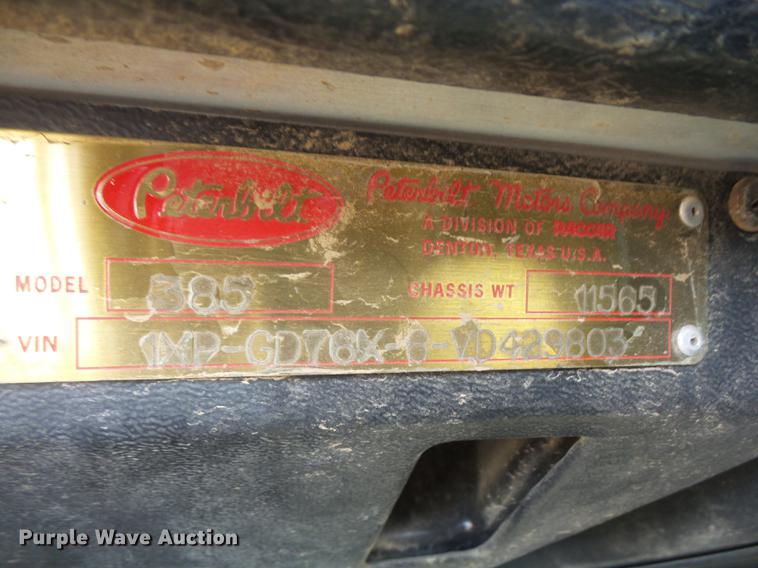 Peterbilt
Peterbilt Motors Company
A DIVISION OF PACCAR
DENTON, TEXAS U.S.A.
MODEL 385 CHASSIS WT 11565
VIN 1XP-GD78X-6-VD429803
Purple Wave Auction